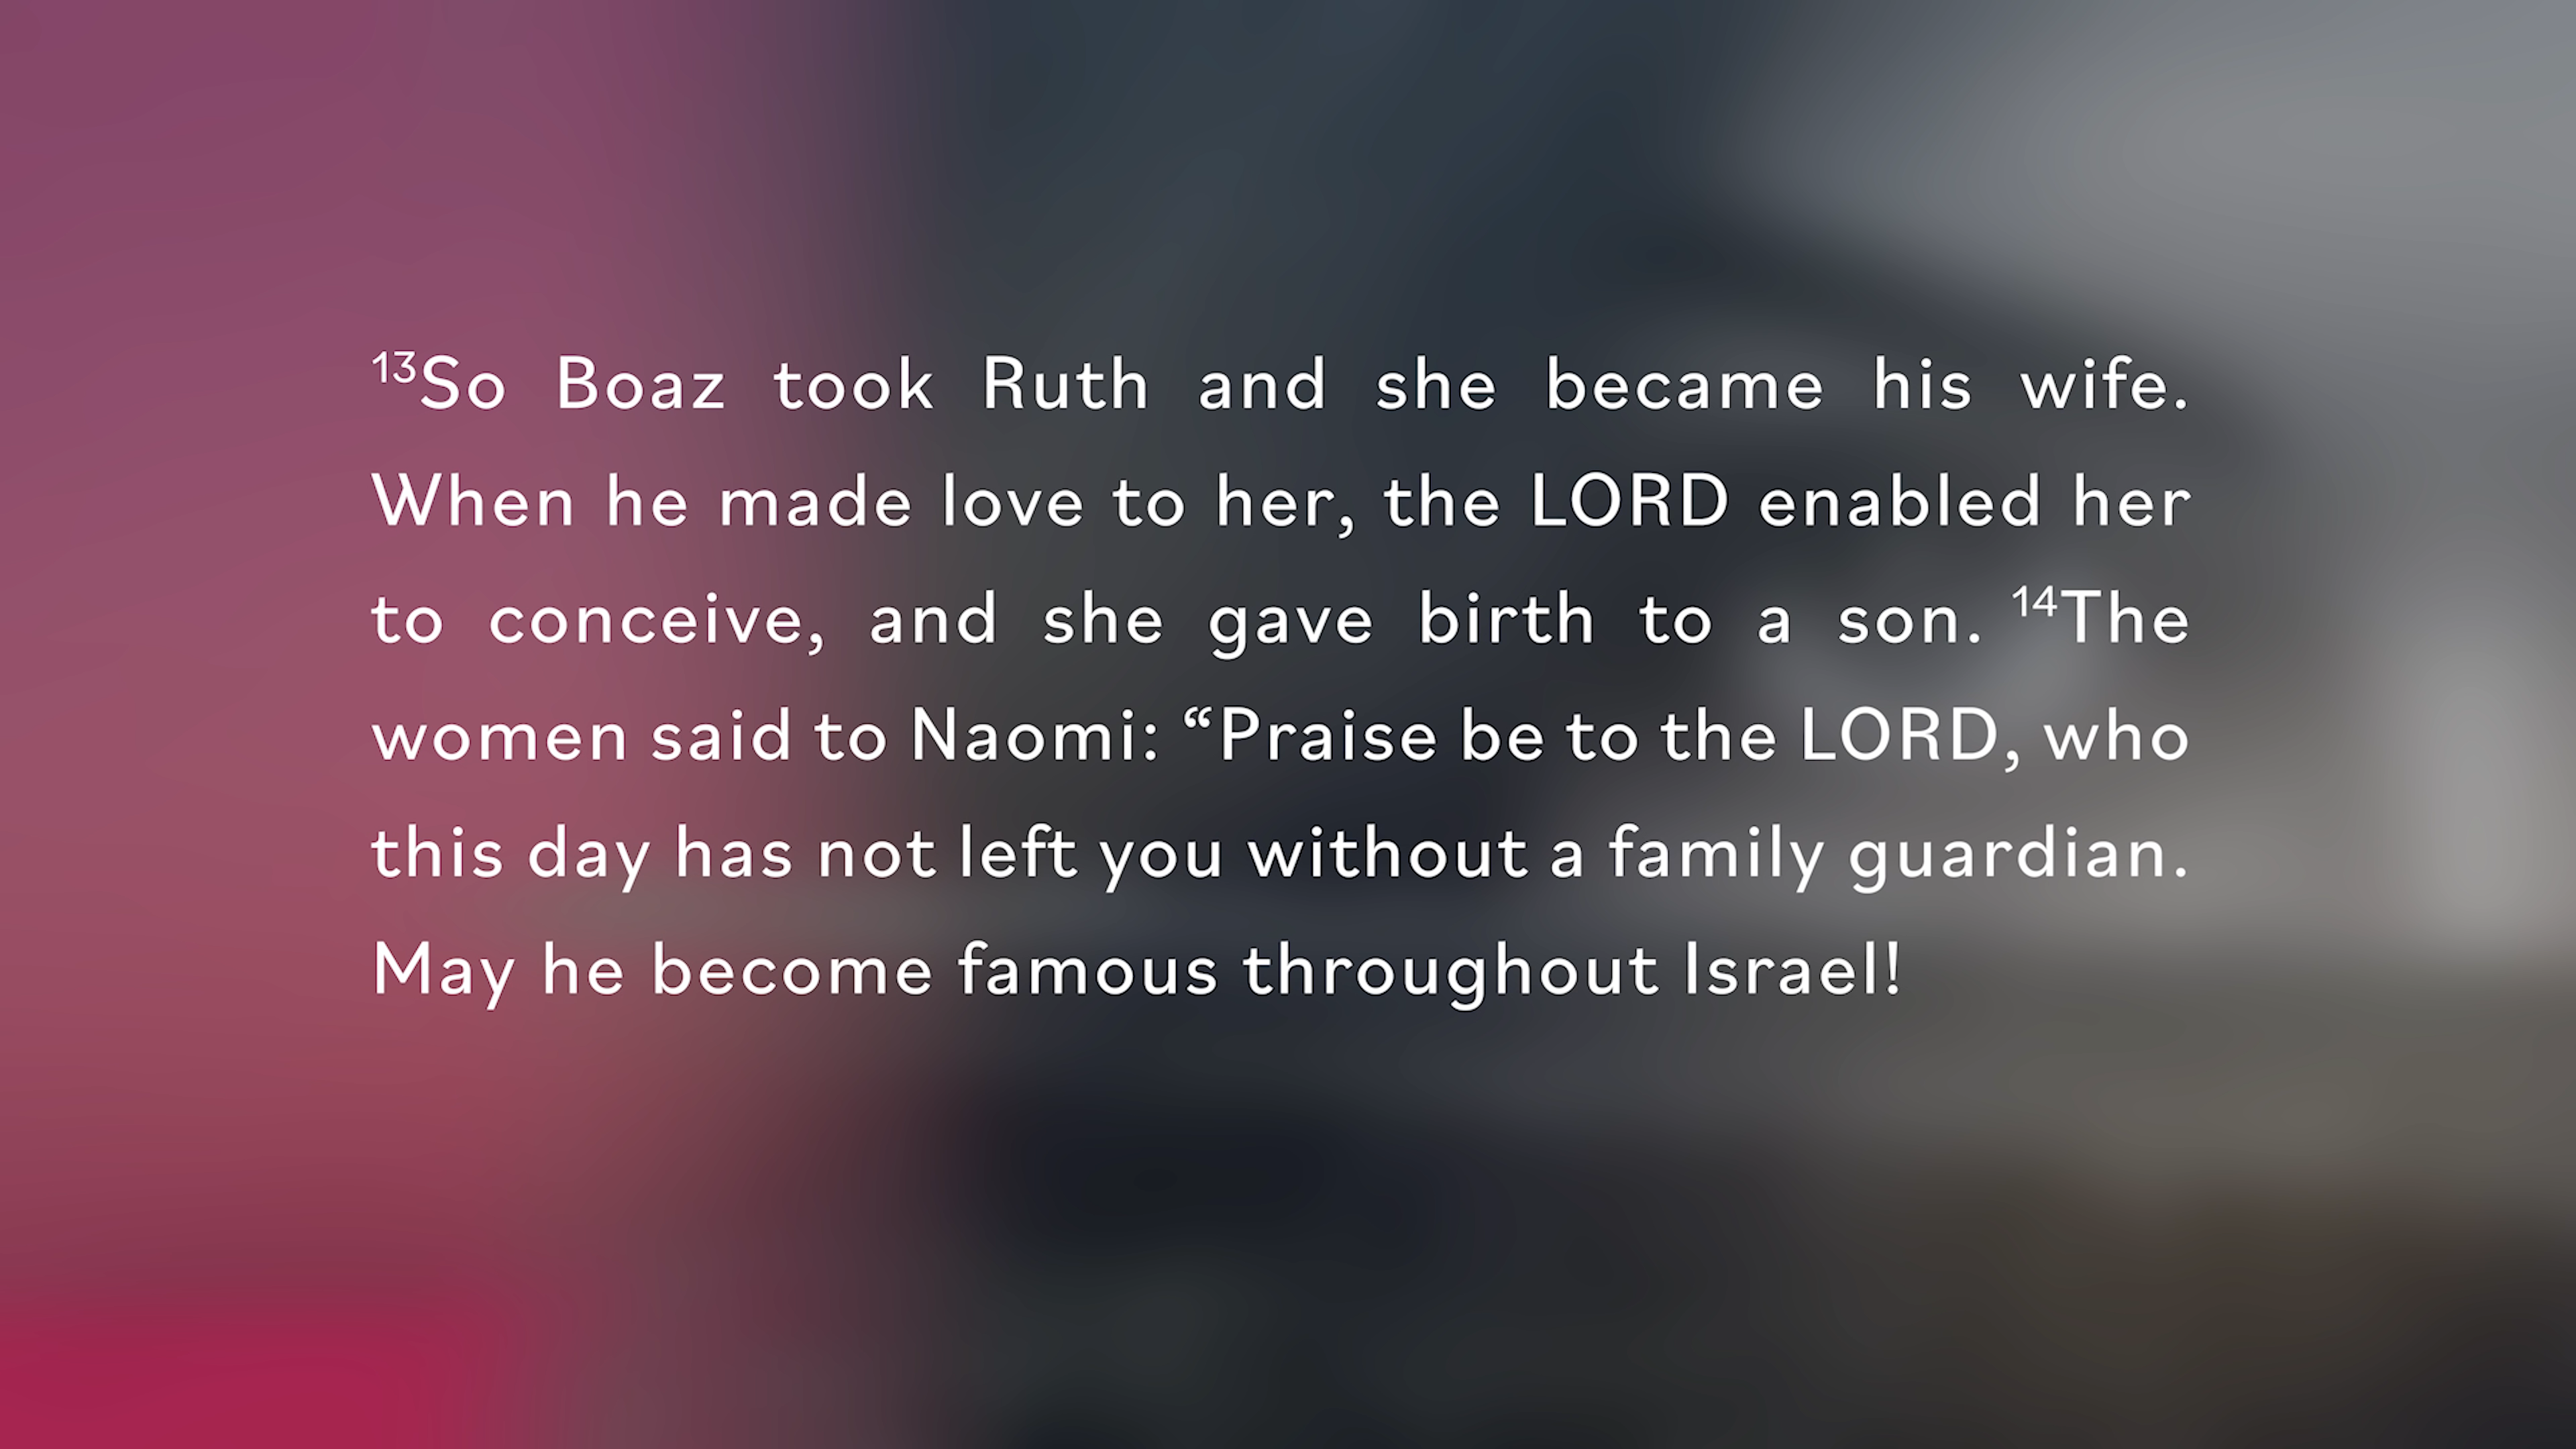 ¹³So Boaz took Ruth and she became his wife.
When he made love to her, the LORD enabled her
to conceive, and she gave birth to a son. ¹⁴The
women said to Naomi: “Praise be to the LORD, who
this day has not left you without a family guardian.
May he become famous throughout Israel!